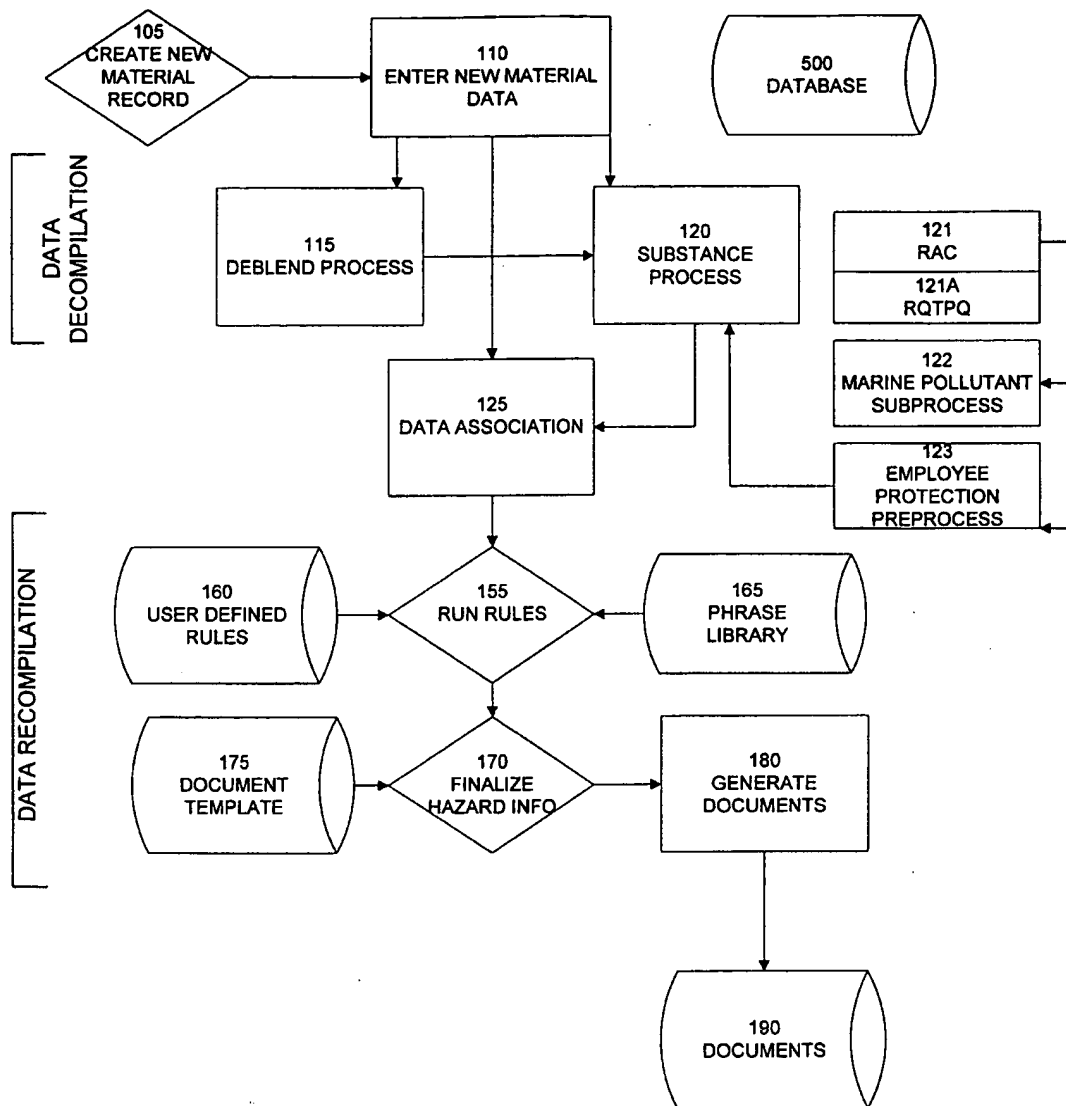 105
CREATE NEW
MATERIAL
RECORD
110
ENTER NEW MATERIAL
DATA
500
DATABASE
DATA
DECOMPILATION
115
DEBLEND PROCESS
120
SUBSTANCE
PROCESS
121
RAC
121A
RQTPQ
122
MARINE POLLUTANT
SUBPROCESS
123
EMPLOYEE
PROTECTION
PREPROCESS
125
DATA ASSOCIATION
DATA RECOMPILATION
160
USER DEFINED
RULES
155
RUN RULES
165
PHRASE
LIBRARY
175
DOCUMENT
TEMPLATE
170
FINALIZE
HAZARD INFO
180
GENERATE
DOCUMENTS
190
DOCUMENTS